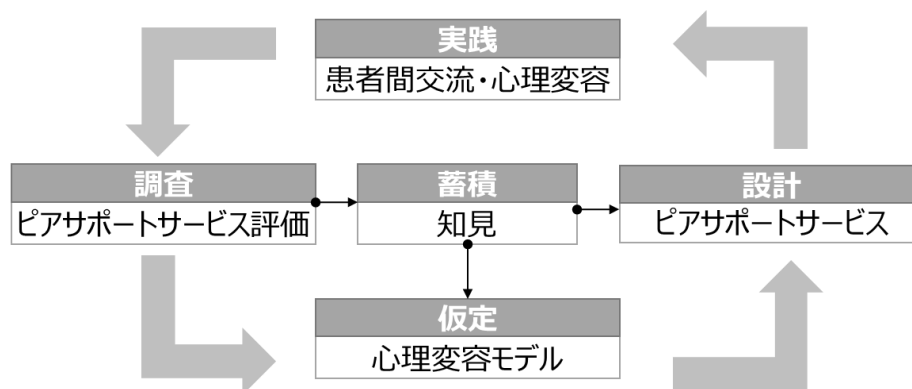 実践
患者間交流・心理変容
調査
ピアサポートサービス評価
蓄積
知見
設計
ピアサポートサービス
仮定
心理変容モデル